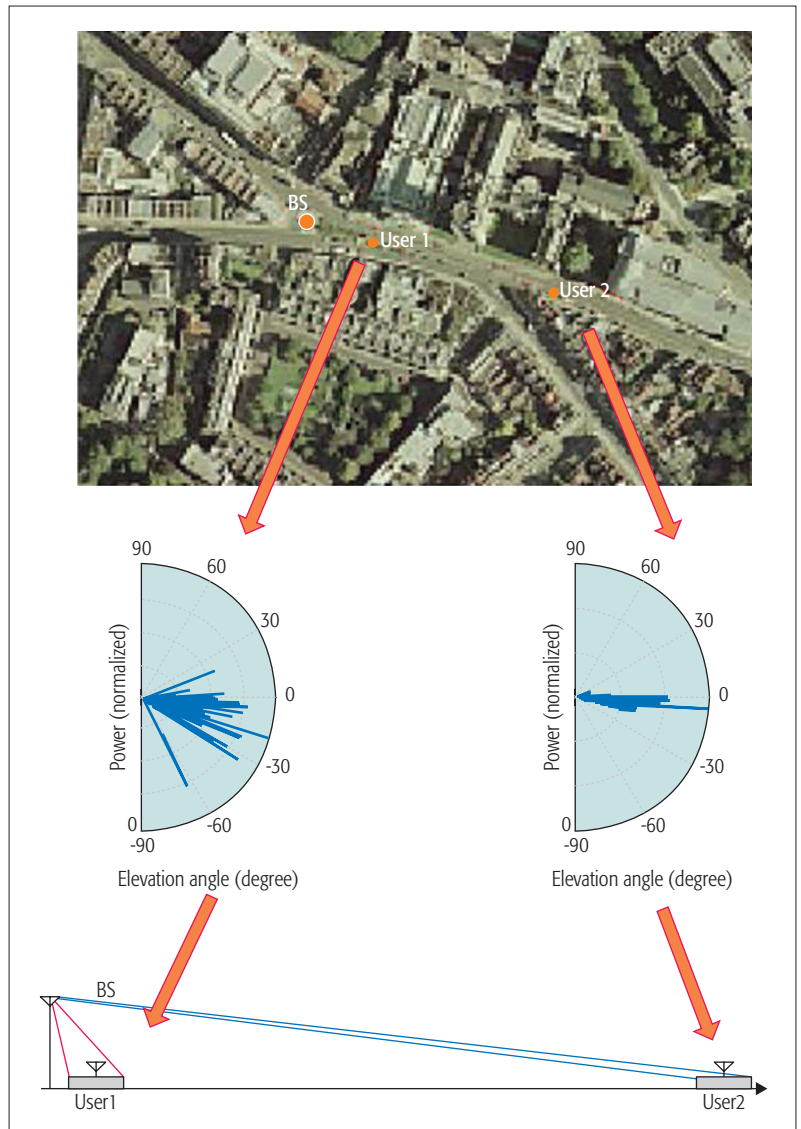 BS
User 1
User 2
90
60
30
0
-30
-60
0
-90
Power (normalized)
Elevation angle (degree)
90
60
30
0
-30
-60
0
-90
Power (normalized)
Elevation angle (degree)
BS
User1
User2